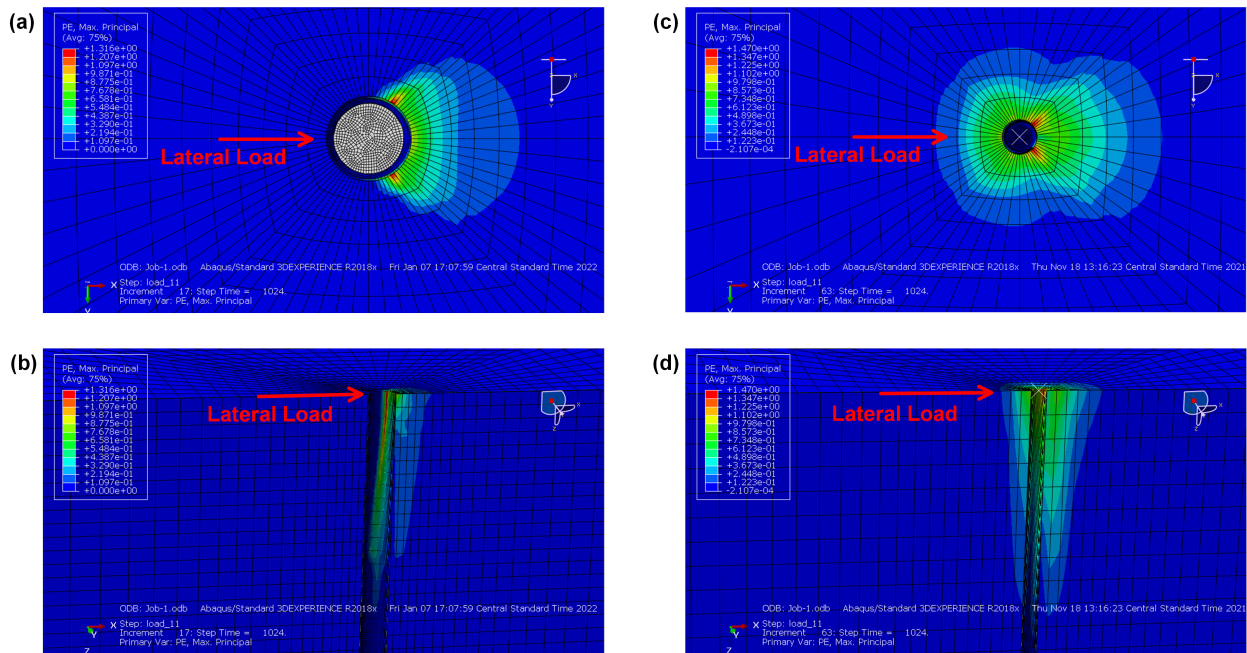 (a)
PE, Max. Principal
(Avg: 75%)
+1.316e+00
+1.207e+00
+1.097e+00
+9.871e-01
+8.775e-01
+7.678e-01
+6.581e-01
+5.484e-01
+4.387e-01
+3.290e-01
+2.194e-01
+1.097e-01
+0.000e+00
Lateral Load
X
Y
ODB: Job-1.odb Abaqus/Standard 3DEXPERIENCE R2018x Fri Jan 07 17:07:59 Central Standard Time 2022
X
Step: load_11
Increment 17: Step Time = 1024.
Primary Var: PE, Max. Principal
Y
(c)
PE, Max. Principal
(Avg: 75%)
+1.470e+00
+1.347e+00
+1.225e+00
+1.102e+00
+9.798e-01
+8.573e-01
+7.348e-01
+6.123e-01
+4.898e-01
+3.673e-01
+2.448e-01
+1.223e-01
-2.107e-04
Lateral Load
X
Y
ODB: Job-1.odb Abaqus/Standard 3DEXPERIENCE R2018x Thu Nov 18 13:16:23 Central Standard Time 2021
X
Step: load_11
Increment 63: Step Time = 1024.
Primary Var: PE, Max. Principal
Y
(b)
PE, Max. Principal
(Avg: 75%)
+1.316e+00
+1.207e+00
+1.097e+00
+9.871e-01
+8.775e-01
+7.678e-01
+6.581e-01
+5.484e-01
+4.387e-01
+3.290e-01
+2.194e-01
+1.097e-01
+0.000e+00
Lateral Load
X
Z
ODB: Job-1.odb Abaqus/Standard 3DEXPERIENCE R2018x Fri Jan 07 17:07:59 Central Standard Time 2022
X
Y
Step: load_11
Increment 17: Step Time = 1024.
Primary Var: PE, Max. Principal
Z
(d)
PE, Max. Principal
(Avg: 75%)
+1.470e+00
+1.347e+00
+1.225e+00
+1.102e+00
+9.798e-01
+8.573e-01
+7.348e-01
+6.123e-01
+4.898e-01
+3.673e-01
+2.448e-01
+1.223e-01
-2.107e-04
Lateral Load
X
Z
ODB: Job-1.odb Abaqus/Standard 3DEXPERIENCE R2018x Thu Nov 18 13:16:23 Central Standard Time 2021
X
Y
Step: load_11
Increment 63: Step Time = 1024.
Primary Var: PE, Max. Principal
Z